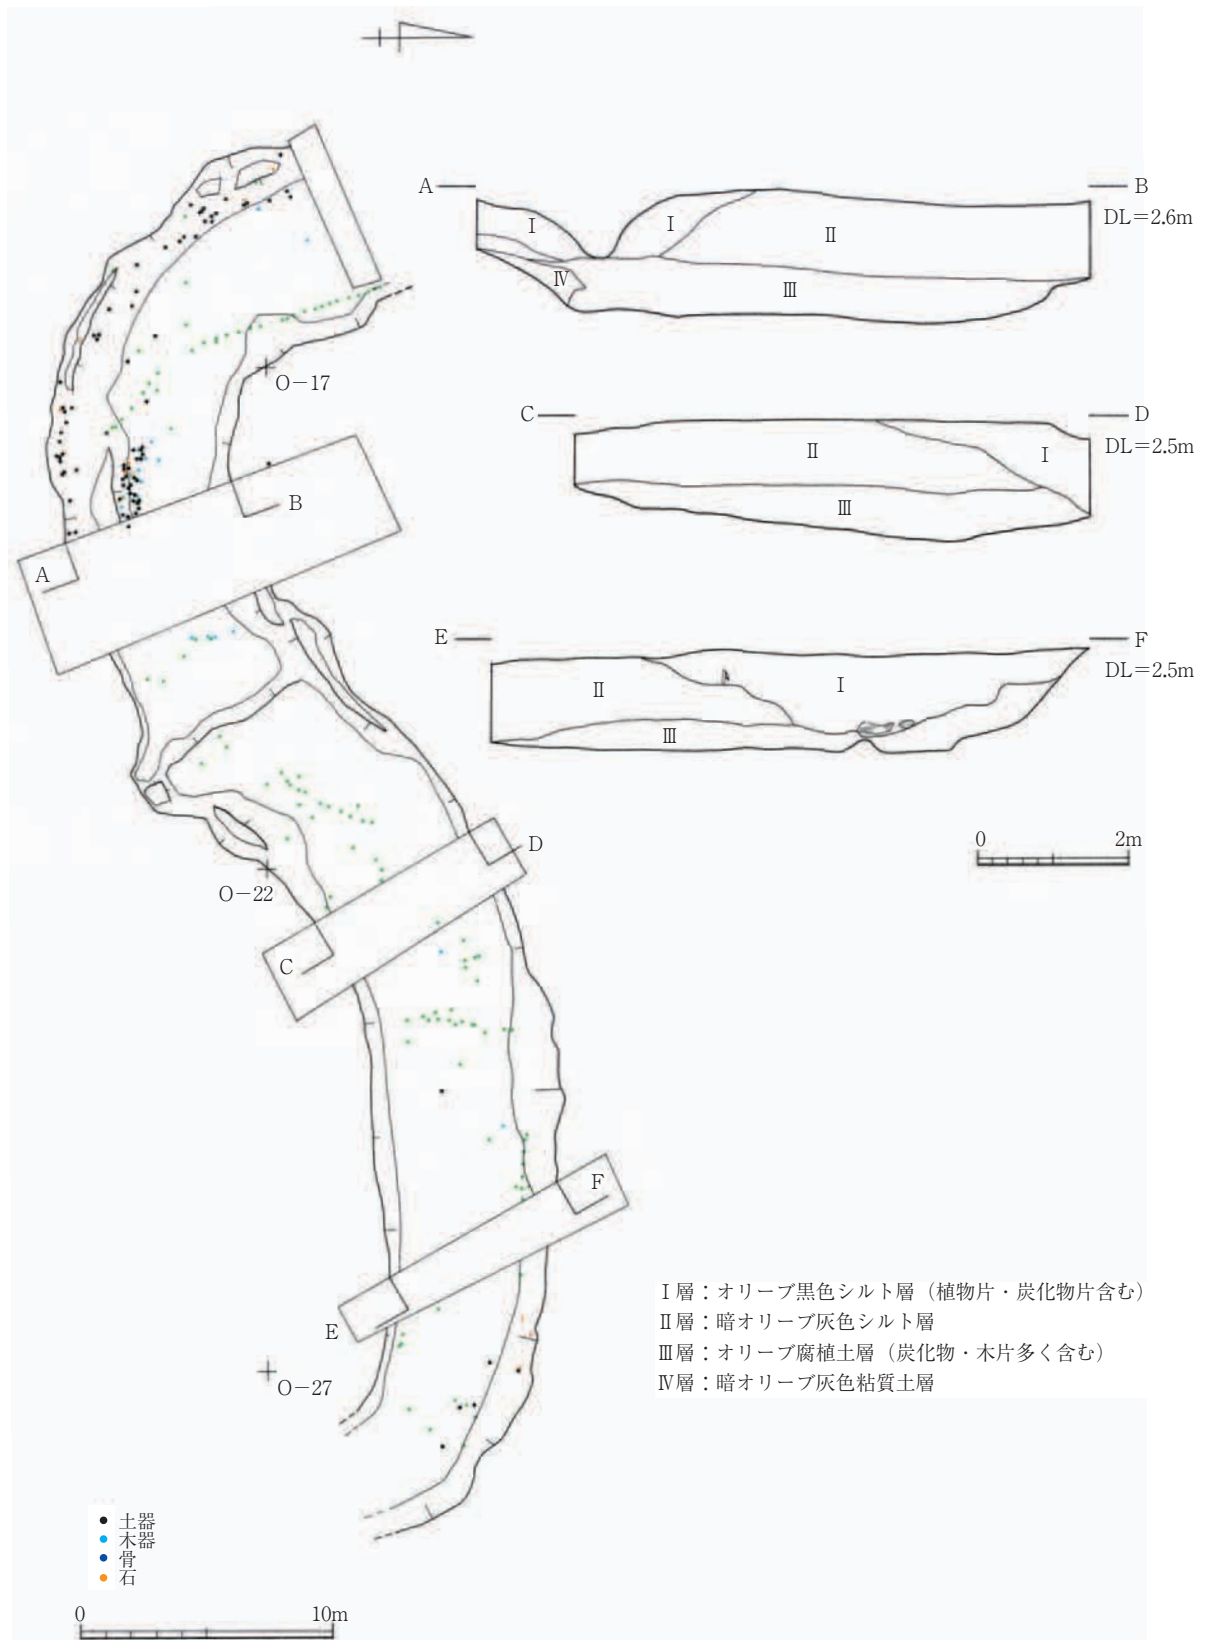 A
B
DL=2.6m
Ⅰ
Ⅰ
Ⅱ
Ⅳ
Ⅲ
O-17
C
D
DL=2.5m
Ⅱ
Ⅰ
Ⅲ
B
A
E
F
DL=2.5m
Ⅱ
Ⅰ
Ⅲ
0 2m
D
O-22
C
F
E
Ⅰ層:オリーブ黒色シルト層(植物片・炭化物片含む)
Ⅱ層:暗オリーブ灰色シルト層
Ⅲ層:オリーブ腐植土層(炭化物・木片多く含む)
Ⅳ層:暗オリーブ灰色粘質土層
O-27
土器
木器
骨
石
0 10m